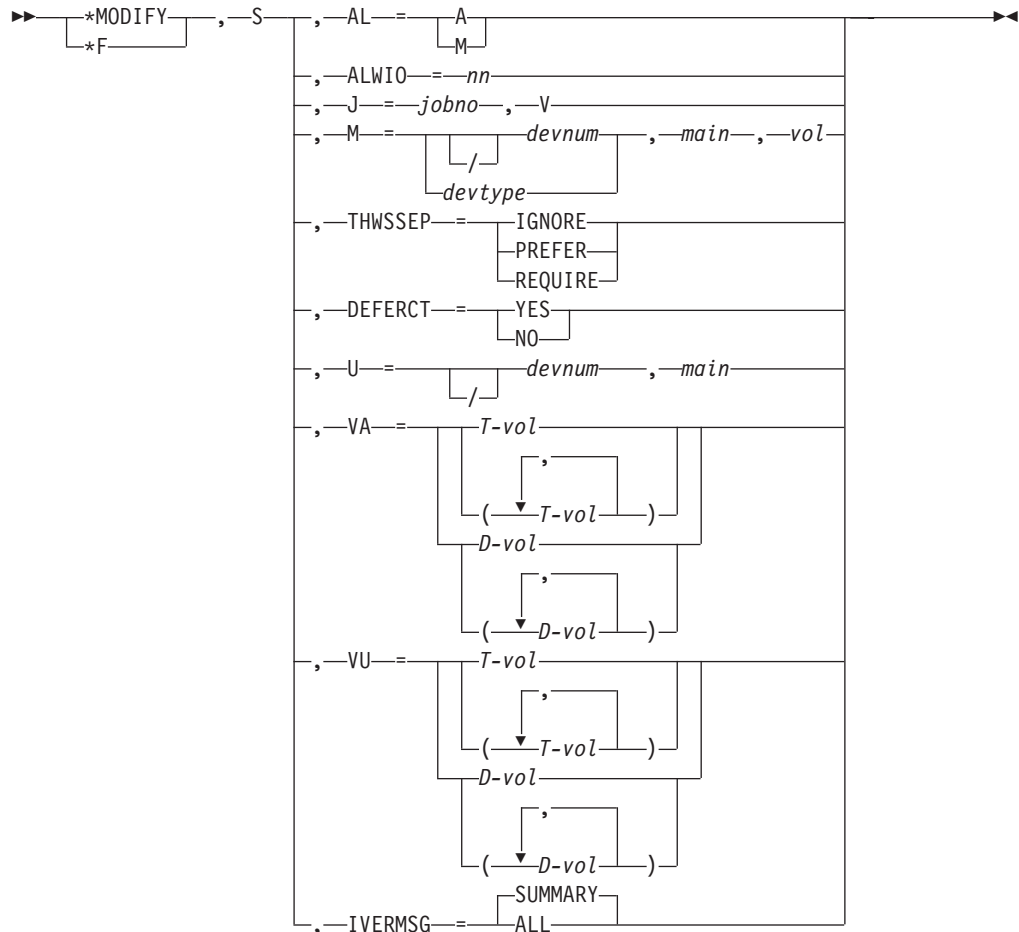 *MODIFY , S , AL = A
*F M
, ALWIO = nn
, J = jobno , V
, M = devnum , main , vol
/
devtype
, THWSSEP = IGNORE
PREFER
REQUIRE
, DEFERCT = YES
NO
, U = devnum , main
/
, VA = T-vol
,
( T-vol )
D-vol
,
( D-vol )
, VU = T-vol
,
( T-vol )
D-vol
,
( D-vol )
SUMMARY
, IVERMSG = ALL